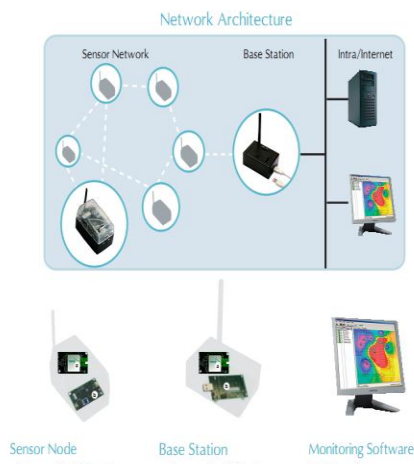 Network Architecture
Sensor Network
Base Station
Intra/Internet
Sensor Node
Base Station
Monitoring Software